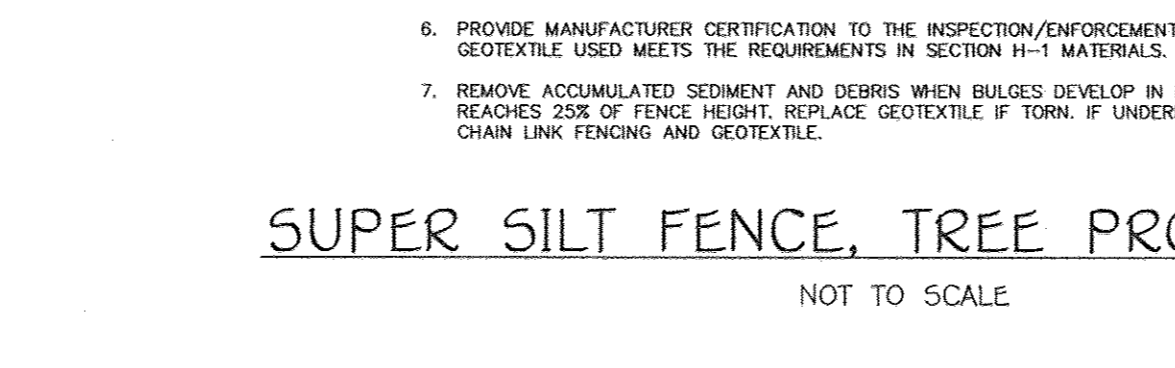 6. PROVIDE MANUFACTURER CERTIFICATION TO THE INSPECTION/ENFORCEMENT
GEOTEXTILE USED MEETS THE REQUIREMENTS IN SECTION H-1 MATERIALS.
7. REMOVE ACCUMULATED SEDIMENT AND DEBRIS WHEN BULGES DEVELOP IN
REACHES 25% OF FENCE HEIGHT. REPLACE GEOTEXTILE IF TORN. IF UNDER
CHAIN LINK FENCING AND GEOTEXTILE.
SUPER SILT FENCE, TREE PRO
NOT TO SCALE